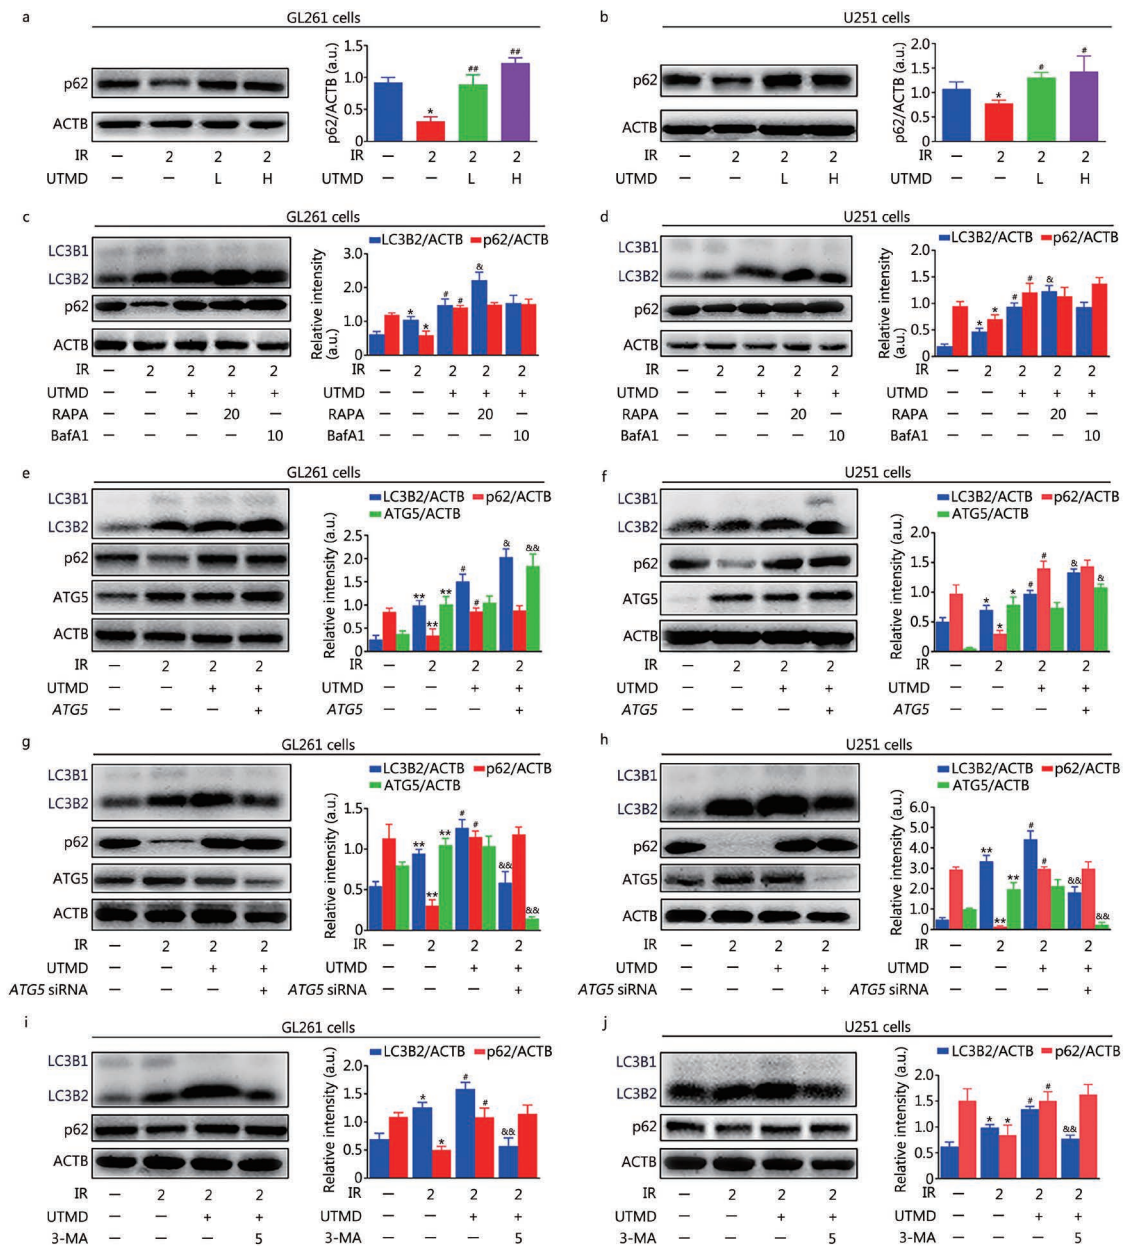 a GL261 cells
p62
ACTB
IR — 2 2 2
UTMD — — L H
p62/ACTB (a.u.)
1.5
1.0
0.5
0
* ## ##
IR — 2 2 2
UTMD — — L H
b U251 cells
p62
ACTB
IR — 2 2 2
UTMD — — L H
p62/ACTB (a.u.)
2.0
1.5
1.0
0.5
0
* # #
IR — 2 2 2
UTMD — — L H
c GL261 cells
LC3B1
LC3B2
p62
ACTB
IR — 2 2 2 2
UTMD — — + + +
RAPA — — — 20 —
BafA1 — — — — 10
LC3B2/ACTB p62/ACTB
Relative intensity
(a.u.)
3.0
2.0
1.0
0
* * # # &
IR — 2 2 2 2
UTMD — — + + +
RAPA — — — 20 —
BafA1 — — — — 10
d U251 cells
LC3B1
LC3B2
p62
ACTB
IR — 2 2 2 2
UTMD — — + + +
RAPA — — — 20 —
BafA1 — — — — 10
LC3B2/ACTB p62/ACTB
Relative intensity
(a.u.)
2.0
1.5
1.0
0.5
0
* * # # &
IR — 2 2 2 2
UTMD — — + + +
RAPA — — — 20 —
BafA1 — — — — 10
e GL261 cells
LC3B1
LC3B2
p62
ATG5
ACTB
IR — 2 2 2
UTMD — — + +
ATG5 — — — +
LC3B2/ACTB p62/ACTB
ATG5/ACTB
Relative intensity (a.u.)
2.5
2.0
1.5
1.0
0.5
0
** ** ** # # & &&
IR — 2 2 2
UTMD — — + +
ATG5 — — — +
f U251 cells
LC3B1
LC3B2
p62
ATG5
ACTB
IR — 2 2 2
UTMD — — + +
ATG5 — — — +
LC3B2/ACTB p62/ACTB
ATG5/ACTB
Relative intensity (a.u.)
2.0
1.5
1.0
0.5
0
* * * # # & &
IR — 2 2 2
UTMD — — + +
ATG5 — — — +
g GL261 cells
LC3B1
LC3B2
p62
ATG5
ACTB
IR — 2 2 2
UTMD — — + +
ATG5 siRNA — — — +
LC3B2/ACTB p62/ACTB
ATG5/ACTB
Relative intensity (a.u.)
1.5
1.0
0.5
0
** ** ** # # && &&
IR — 2 2 2
UTMD — — + +
ATG5 siRNA — — — +
h U251 cells
LC3B1
LC3B2
p62
ATG5
ACTB
IR — 2 2 2
UTMD — — + +
ATG5 siRNA — — — +
LC3B2/ACTB p62/ACTB
ATG5/ACTB
Relative intensity (a.u.)
6.0
5.0
4.0
3.0
2.0
1.0
0
** ** ** # # && &&
IR — 2 2 2
UTMD — — + +
ATG5 siRNA — — — +
i GL261 cells
LC3B1
LC3B2
p62
ACTB
IR — 2 2 2
UTMD — — + +
3-MA — — — 5
LC3B2/ACTB p62/ACTB
Relative intensity (a.u.)
2.0
1.5
1.0
0.5
0
* * # # &&
IR — 2 2 2
UTMD — — + +
3-MA — — — 5
j U251 cells
LC3B1
LC3B2
p62
ACTB
IR — 2 2 2
UTMD — — + +
3-MA — — — 5
LC3B2/ACTB p62/ACTB
Relative intensity (a.u.)
2.0
1.5
1.0
0.5
0
* * # # &&
IR — 2 2 2
UTMD — — + +
3-MA — — — 5